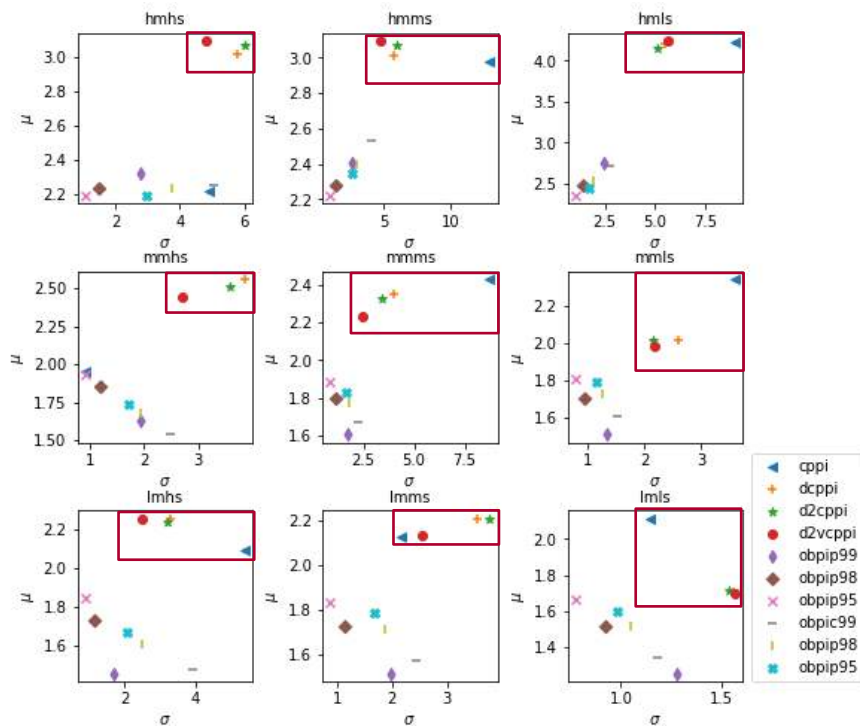 hmhs
hmms
hmls
3.0
2.8
2.6
2.4
2.2
μ
2 4 6
σ
3.0
2.8
2.6
2.4
2.2
μ
5 10
σ
4.0
3.5
3.0
2.5
μ
2.5 5.0 7.5
σ
mmhs
mmms
mmls
2.50
2.25
2.00
1.75
1.50
μ
1 2 3
σ
2.4
2.2
2.0
1.8
1.6
μ
2.5 5.0 7.5
σ
2.2
2.0
1.8
1.6
μ
1 2 3
σ
lmhs
lmms
lmls
2.2
2.0
1.8
1.6
μ
2 4
σ
2.2
2.0
1.8
1.6
μ
1 2 3
σ
2.0
1.8
1.6
1.4
μ
1.0 1.5
σ
cppi
dcppi
d2cppi
d2vcppi
obpip99
obpip98
obpip95
obpic99
obpip98
obpip95